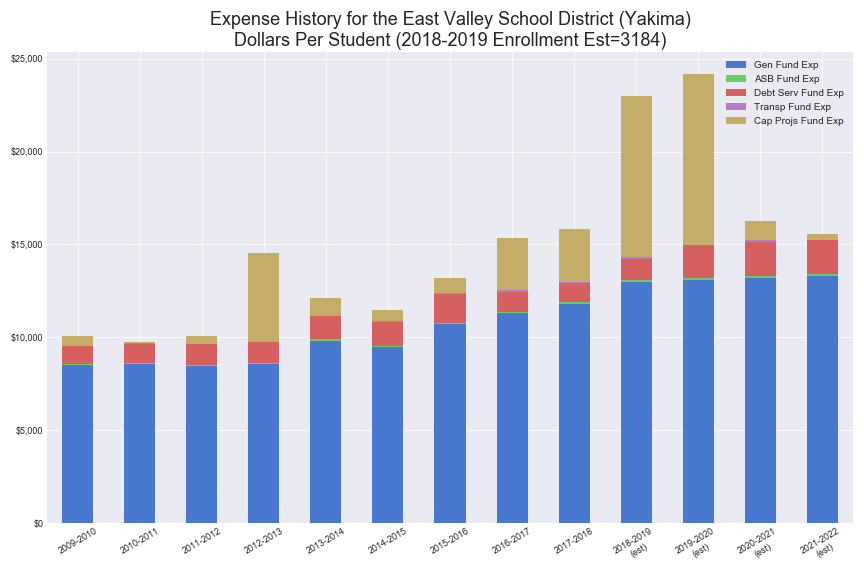 Expense History for the East Valley School District (Yakima)
Dollars Per Student (2018-2019 Enrollment Est=3184)
$25,000
$20,000
$15,000
$10,000
$5,000
$0
Gen Fund Exp
ASB Fund Exp
Debt Serv Fund Exp
Transp Fund Exp
Cap Projs Fund Exp
2009-2010
2010-2011
2011-2012
2012-2013
2013-2014
2014-2015
2015-2016
2016-2017
2017-2018
2018-2019
(est)
2019-2020
(est)
2020-2021
(est)
2021-2022
(est)